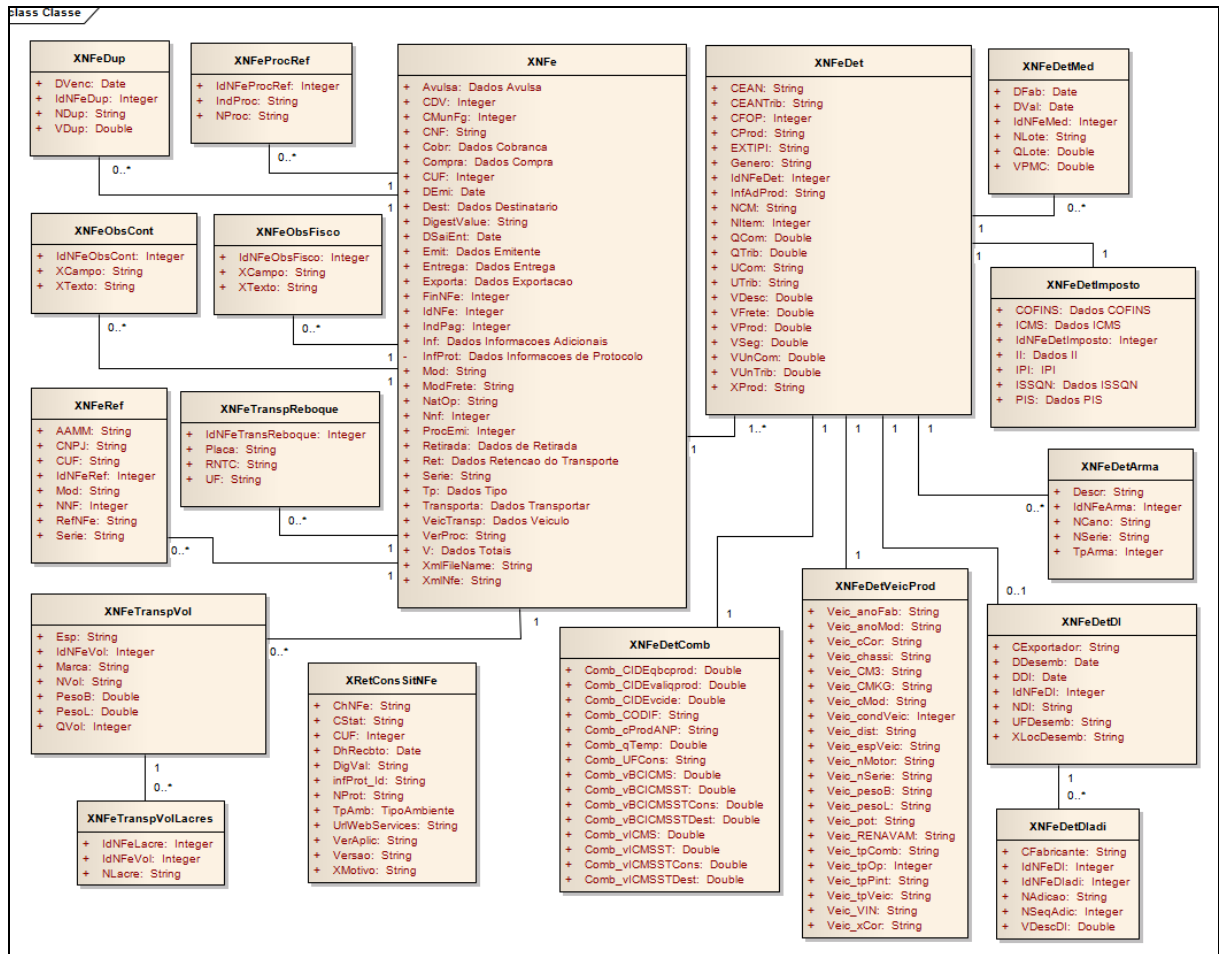 class Classe
XNFeDup
+ DVenc: Date
+ IdNFeDup: Integer
+ NDup: String
+ VDup: Double
0..*
1
XNFeProcRef
+ IdNFeProcRef: Integer
+ IndProc: String
+ NProc: String
0..*
1
XNFeObsCont
+ IdNFeObsCont: Integer
+ XCampo: String
+ XTexto: String
0..*
1
XNFeObsFisco
+ IdNFeObsFisco: Integer
+ XCampo: String
+ XTexto: String
0..*
1
XNFeRef
+ AAMM: String
+ CNPJ: String
+ CUF: String
+ IdNFeRef: Integer
+ Mod: String
+ NNF: Integer
+ RefNFe: String
+ Serie: String
0..*
1
XNFeTranspReboque
+ IdNFeTransReboque: Integer
+ Placa: String
+ RNTC: String
+ UF: String
0..*
1
XNFe
+ Avulsa: Dados Avulsa
+ CDV: Integer
+ CMunFg: Integer
+ CNF: String
+ Cobr: Dados Cobranca
+ Compra: Dados Compra
+ CUF: Integer
+ DEmi: Date
+ Dest: Dados Destinatario
+ DigestValue: String
+ DSaiEnt: Date
+ Emit: Dados Emitente
+ Entrega: Dados Entrega
+ Exporta: Dados Exportacao
+ FinNFe: Integer
+ IdNFe: Integer
+ IndPag: Integer
+ Inf: Dados Informacoes Adicionais
- InfProt: Dados Informacoes de Protocolo
+ Mod: String
+ ModFrete: String
+ NatOp: String
+ Nnf: Integer
+ ProcEmi: Integer
+ Retirada: Dados de Retirada
+ Ret: Dados Retencao do Transporte
+ Serie: String
+ Tp: Dados Tipo
+ Transporta: Dados Transportar
+ VeicTransp: Dados Veiculo
+ VerProc: String
+ V: Dados Totais
+ XmlFileName: String
+ XmlNfe: String
1
1..*
XNFeDet
+ CEAN: String
+ CEANTrib: String
+ CFOP: Integer
+ CProd: String
+ EXTIPI: String
+ Genero: String
+ IdNFeDet: Integer
+ InfAdProd: String
+ NCM: String
+ NItem: Integer
+ QCom: Double
+ QTrib: Double
+ UCom: String
+ UTrib: String
+ VDesc: Double
+ VFrete: Double
+ VProd: Double
+ VSeg: Double
+ VUnCom: Double
+ VUnTrib: Double
+ XProd: String
XNFeDetMed
+ DFab: Date
+ DVal: Date
+ IdNFeMed: Integer
+ NLote: String
+ QLote: Double
+ VPMC: Double
0..*
1
1
1
XNFeDetImposto
+ COFINS: Dados COFINS
+ ICMS: Dados ICMS
+ IdNFeDetImposto: Integer
+ II: Dados II
+ IPI: IPI
+ ISSQN: Dados ISSQN
+ PIS: Dados PIS
1
1
1
1
XNFeDetArma
+ Descr: String
+ IdNFeArma: Integer
+ NCano: String
+ NSerie: String
+ TpArma: Integer
0..*
XNFeTranspVol
+ Esp: String
+ IdNFeVol: Integer
+ Marca: String
+ NVol: String
+ PesoB: Double
+ PesoL: Double
+ QVol: Integer
1
0..*
1
0..*
XNFeTranspVolLacres
+ IdNFeLacre: Integer
+ IdNFeVol: Integer
+ NLacre: String
XRetConsSitNFe
+ ChNFe: String
+ CStat: String
+ CUF: Integer
+ DhRecbto: Date
+ DigVal: String
+ infProt_Id: String
+ NProt: String
+ TpAmb: TipoAmbiente
+ UrlWebServices: String
+ VerAplic: String
+ Versao: String
+ XMotivo: String
1
XNFeDetComb
+ Comb_CIDEqbcprod: Double
+ Comb_CIDEvaliqprod: Double
+ Comb_CIDEvcide: Double
+ Comb_CODIF: String
+ Comb_cProdANP: String
+ Comb_qTemp: Double
+ Comb_UFCons: String
+ Comb_vBCICMS: Double
+ Comb_vBCICMSST: Double
+ Comb_vBCICMSSTCons: Double
+ Comb_vBCICMSSTDest: Double
+ Comb_vICMS: Double
+ Comb_vICMSST: Double
+ Comb_vICMSSTCons: Double
+ Comb_vICMSSTDest: Double
1
XNFeDetVeicProd
+ Veic_anoFab: String
+ Veic_anoMod: String
+ Veic_cCor: String
+ Veic_chassi: String
+ Veic_CM3: String
+ Veic_CMKG: String
+ Veic_cMod: String
+ Veic_condVeic: Integer
+ Veic_dist: String
+ Veic_espVeic: String
+ Veic_nMotor: String
+ Veic_nSerie: String
+ Veic_pesoB: String
+ Veic_pesoL: String
+ Veic_pot: String
+ Veic_RENAVAM: String
+ Veic_tpComb: String
+ Veic_tpOp: Integer
+ Veic_tpPint: String
+ Veic_tpVeic: String
+ Veic_VIN: String
+ Veic_xCor: String
0..1
XNFeDetDI
+ CExportador: String
+ DDesemb: Date
+ DDI: Date
+ IdNFeDI: Integer
+ NDI: String
+ UFDesemb: String
+ XLocDesemb: String
1
0..*
XNFeDetDIadi
+ CFabricante: String
+ IdNFeDI: Integer
+ IdNFeDIadi: Integer
+ NAdicao: String
+ NSeqAdic: Integer
+ VDescDI: Double